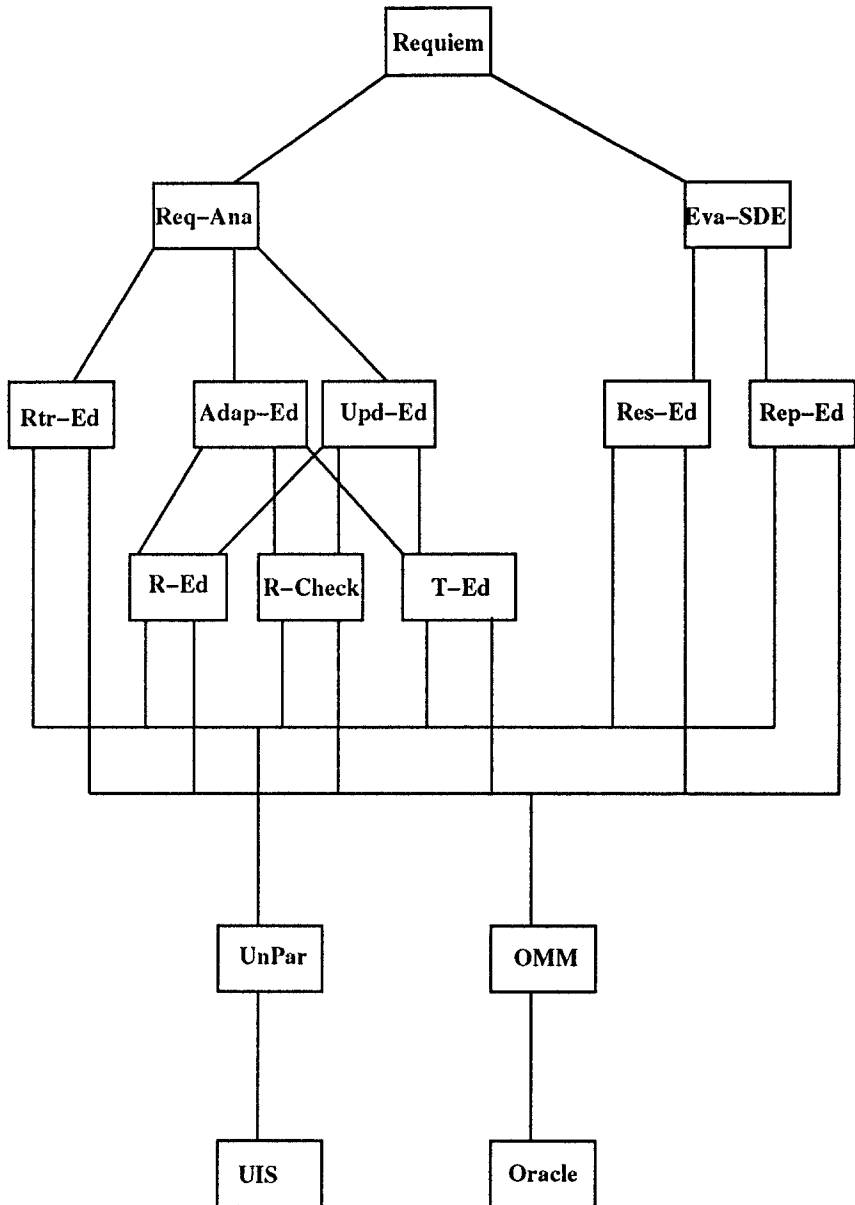 Requiem
Req–Ana
Eva–SDE
Rtr–Ed
Adap–Ed
Upd–Ed
Res–Ed
Rep–Ed
R–Ed
R–Check
T–Ed
UnPar
OMM
UIS
Oracle